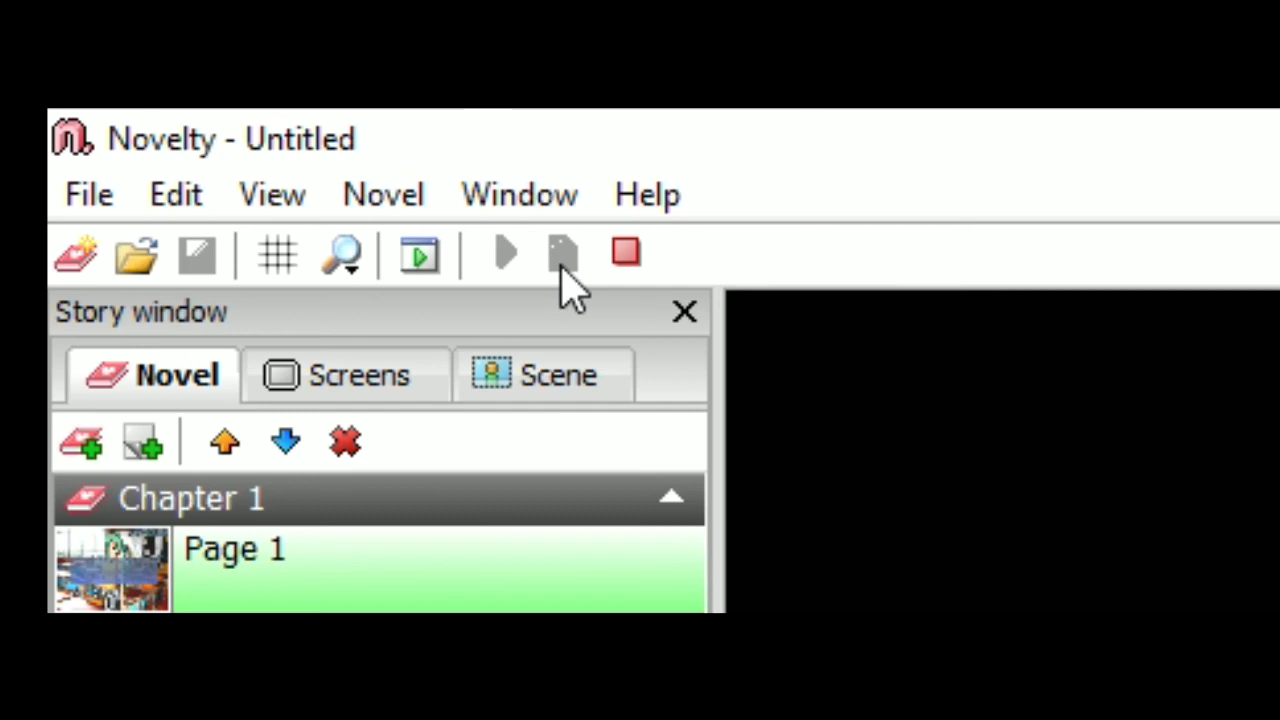 Novelty - Untitled
File Edit View Novel Window Help
Story window
Novel Screens Scene
Chapter 1
Page 1